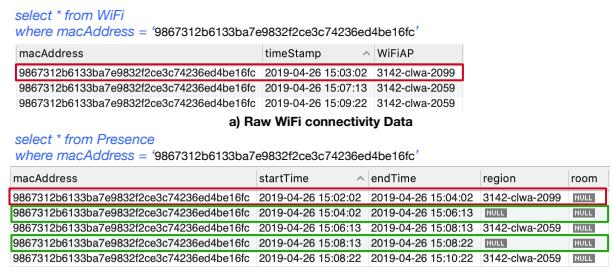 select * from WiFi
where macAddress = ‘9867312b6133ba7e9832f2ce3c74236ed4be16fc’
macAddress timeStamp WiFiAP
9867312b6133ba7e9832f2ce3c74236ed4be16fc 2019-04-26 15:03:02 3142-clwa-2099
9867312b6133ba7e9832f2ce3c74236ed4be16fc 2019-04-26 15:07:13 3142-clwa-2059
9867312b6133ba7e9832f2ce3c74236ed4be16fc 2019-04-26 15:09:22 3142-clwa-2059
a) Raw WiFi connectivity Data
select * from Presence
where macAddress = ‘9867312b6133ba7e9832f2ce3c74236ed4be16fc’
macAddress startTime endTime region room
9867312b6133ba7e9832f2ce3c74236ed4be16fc 2019-04-26 15:02:02 2019-04-26 15:04:02 3142-clwa-2099 NULL
9867312b6133ba7e9832f2ce3c74236ed4be16fc 2019-04-26 15:04:02 2019-04-26 15:06:13 NULL NULL
9867312b6133ba7e9832f2ce3c74236ed4be16fc 2019-04-26 15:06:13 2019-04-26 15:08:13 3142-clwa-2059 NULL
9867312b6133ba7e9832f2ce3c74236ed4be16fc 2019-04-26 15:08:13 2019-04-26 15:08:22 NULL NULL
9867312b6133ba7e9832f2ce3c74236ed4be16fc 2019-04-26 15:08:22 2019-04-26 15:10:22 3142-clwa-2059 NULL